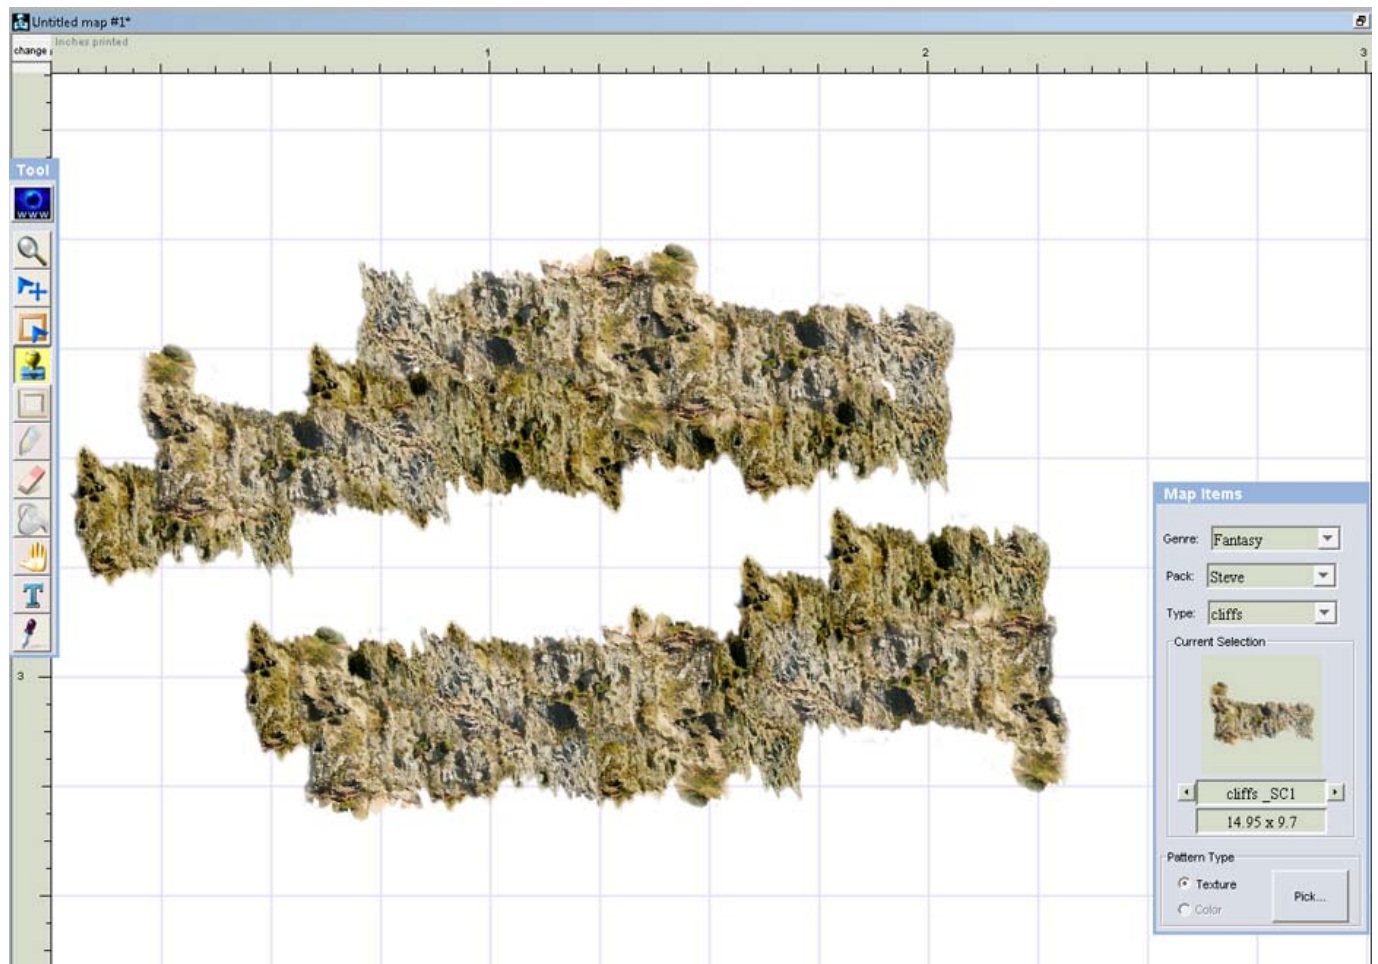 Untitled map #1*
change
Inches printed
1
2
3
Tool
WWW
T
3
Map Items
Genre: Fantasy
Pack: Steve
Type: cliffs
Current Selection
cliffs _SC1
14.95 x 9.7
Pattern Type
Texture
Color
Pick...